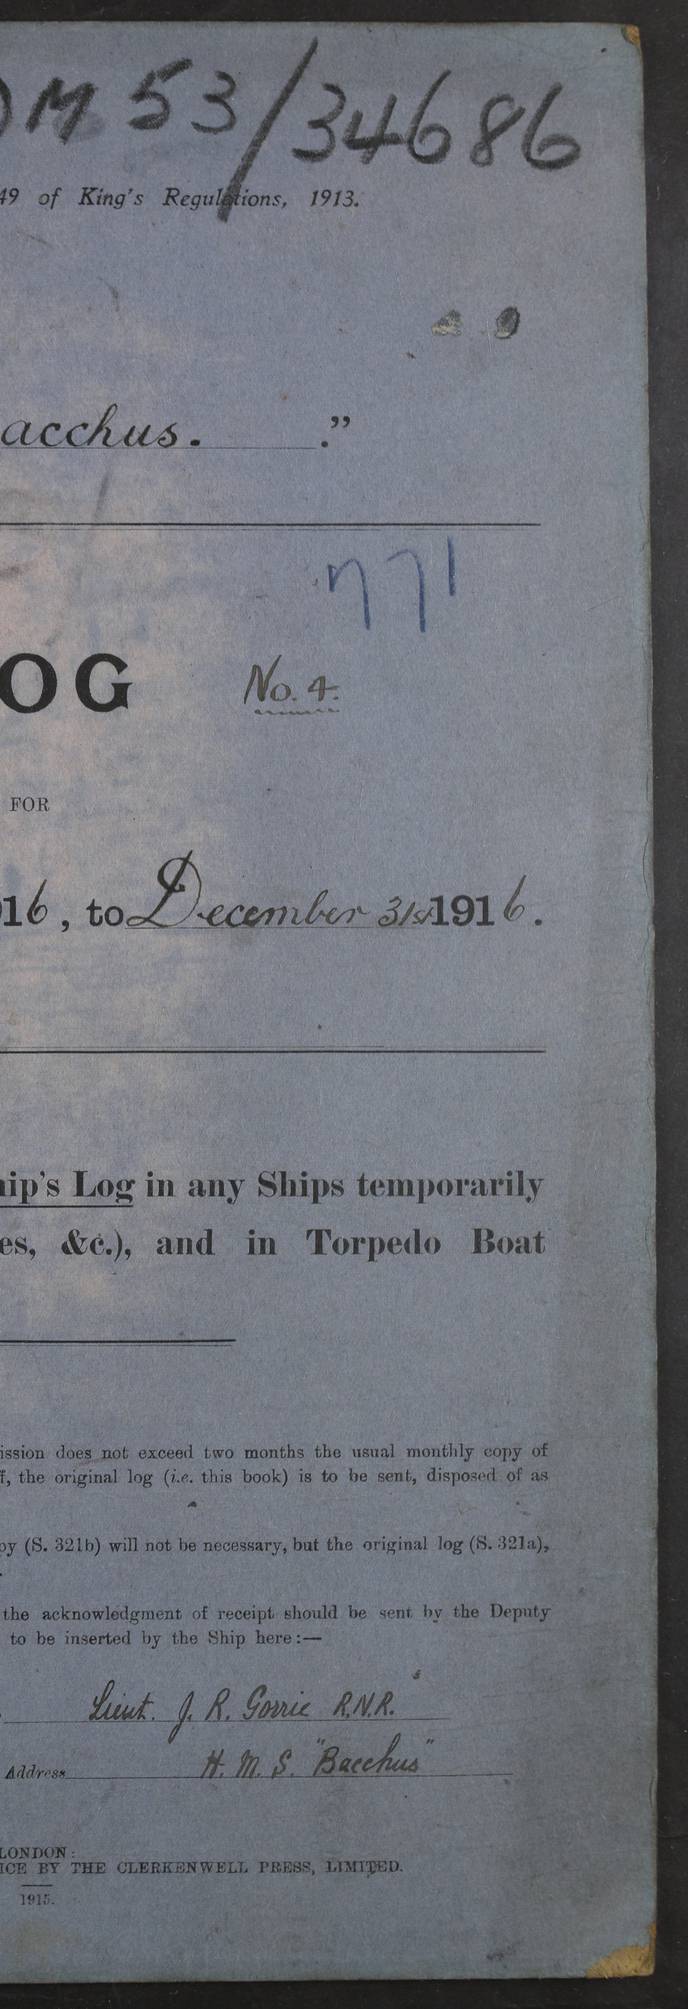 M 53/34686
49 of King's Regulations, 1913.
acchus. ."
771
OG No. 4.
FOR
16, to December 31st 1916.
hip's Log in any Ships temporarily
es, &c.), and in Torpedo Boat
ission does not exceed two months the usual monthly copy of
f, the original log (i.e. this book) is to be sent, disposed of as
py (S. 321b) will not be necessary, but the original log (S. 321a),
the acknowledgment of receipt should be sent by the Deputy
to be inserted by the Ship here:—
Lieut. J. R. Gorrie R.N.R.
Address H. M. S. "Bacchus"
LONDON:
ICE BY THE CLERKENWELL PRESS, LIMITED.
1915.